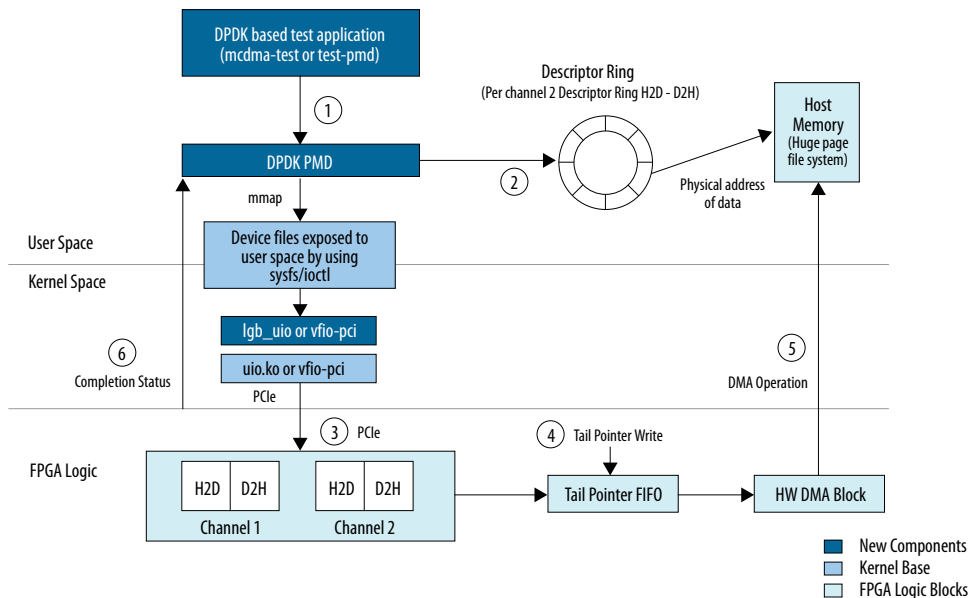 DPDK based test application
(mcdma-test or test-pmd)
1
Descriptor Ring
(Per channel 2 Descriptor Ring H2D - D2H)
Host
Memory
(Huge page
file system)
DPDK PMD
2
Physical address
of data
mmap
Device files exposed to
user space by using
sysfs/ioctl
User Space
Kernel Space
lgb_uio or vfio-pci
uio.ko or vfio-pci
PCIe
6
Completion Status
5
DMA Operation
3 PCIe
4 Tail Pointer Write
FPGA Logic
H2D D2H
Channel 1
H2D D2H
Channel 2
Tail Pointer FIFO
HW DMA Block
New Components
Kernel Base
FPGA Logic Blocks